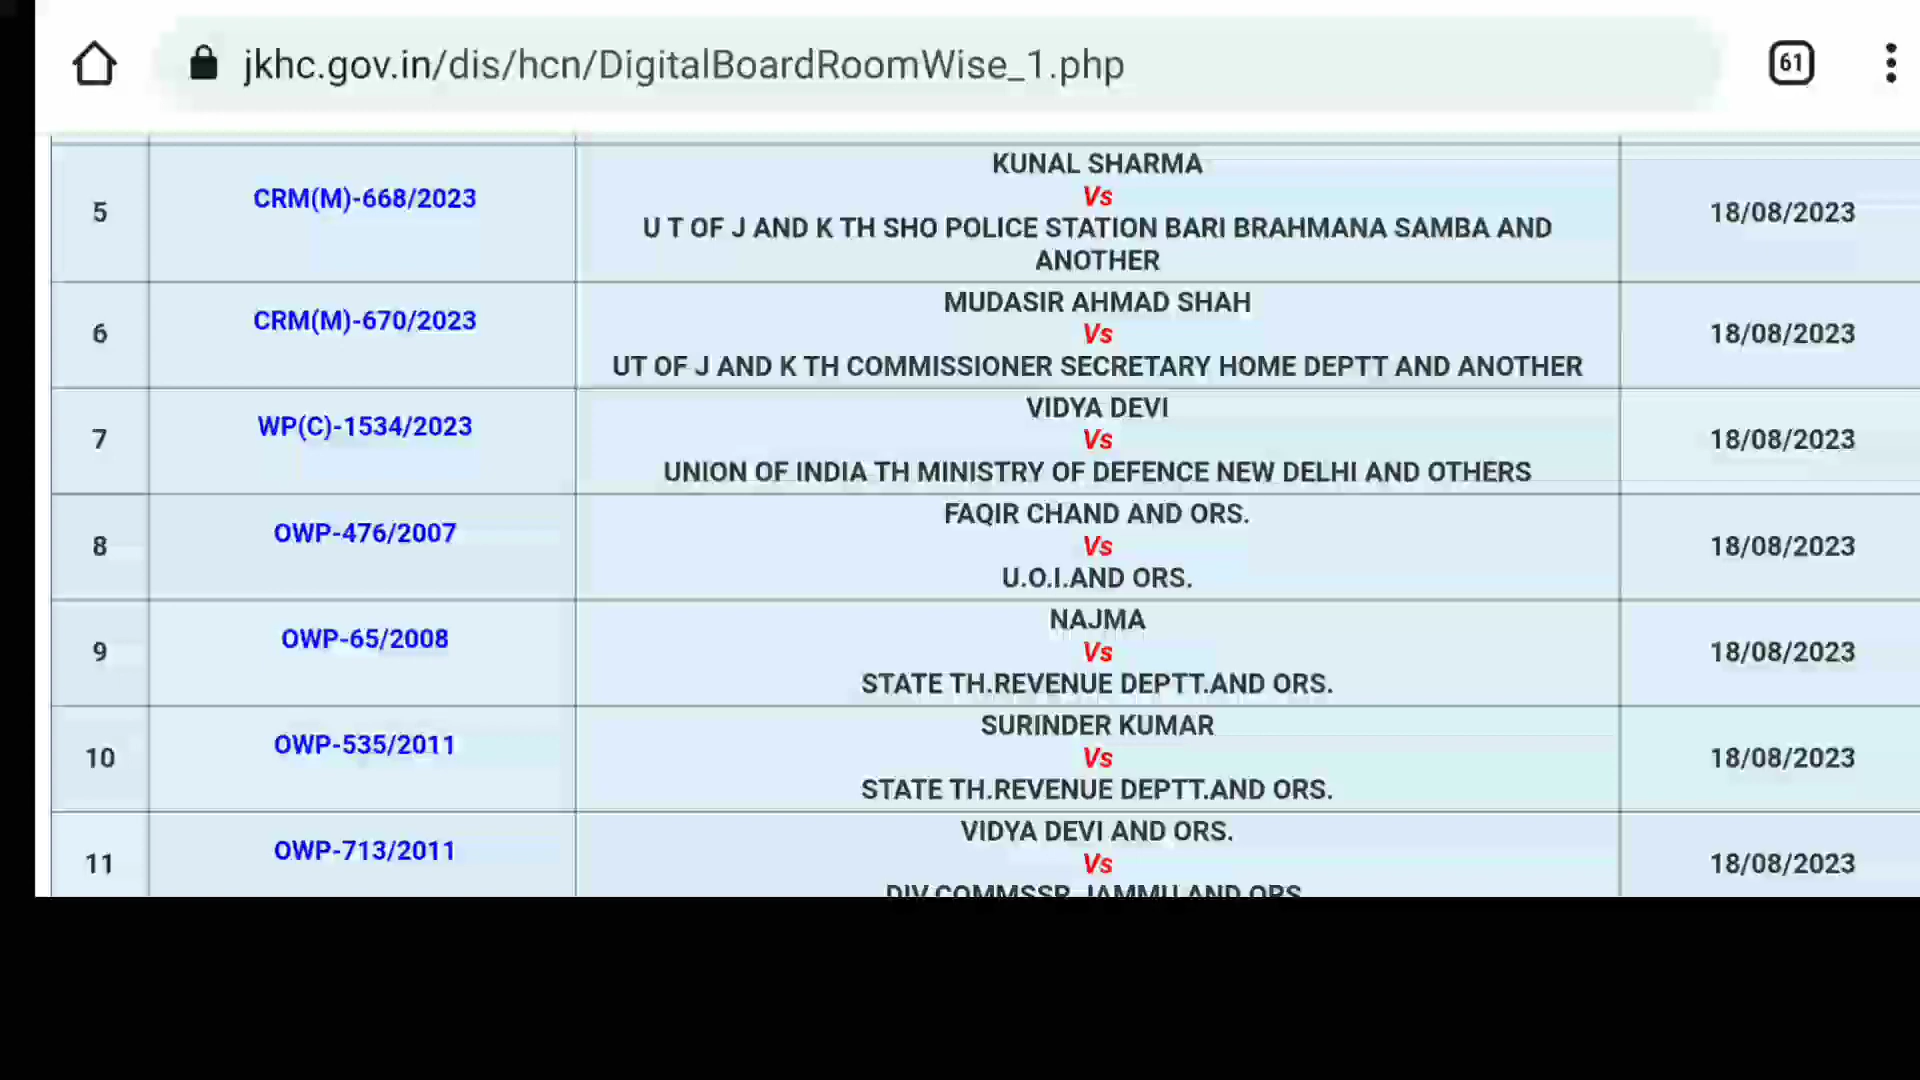 jkhc.gov.in/dis/hcn/DigitalBoardRoomWise_1.php
61
5
CRM(M)-668/2023
KUNAL SHARMA
Vs
U T OF J AND K TH SHO POLICE STATION BARI BRAHMANA SAMBA AND
ANOTHER
18/08/2023
6
CRM(M)-670/2023
MUDASIR AHMAD SHAH
Vs
UT OF J AND K TH COMMISSIONER SECRETARY HOME DEPTT AND ANOTHER
18/08/2023
7
WP(C)-1534/2023
VIDYA DEVI
Vs
UNION OF INDIA TH MINISTRY OF DEFENCE NEW DELHI AND OTHERS
18/08/2023
8
OWP-476/2007
FAQIR CHAND AND ORS.
Vs
U.O.I.AND ORS.
18/08/2023
9
OWP-65/2008
NAJMA
Vs
STATE TH.REVENUE DEPTT.AND ORS.
18/08/2023
10
OWP-535/2011
SURINDER KUMAR
Vs
STATE TH.REVENUE DEPTT.AND ORS.
18/08/2023
11
OWP-713/2011
VIDYA DEVI AND ORS.
Vs
DIV.COMMSSR. JAMMU AND ORS
18/08/2023